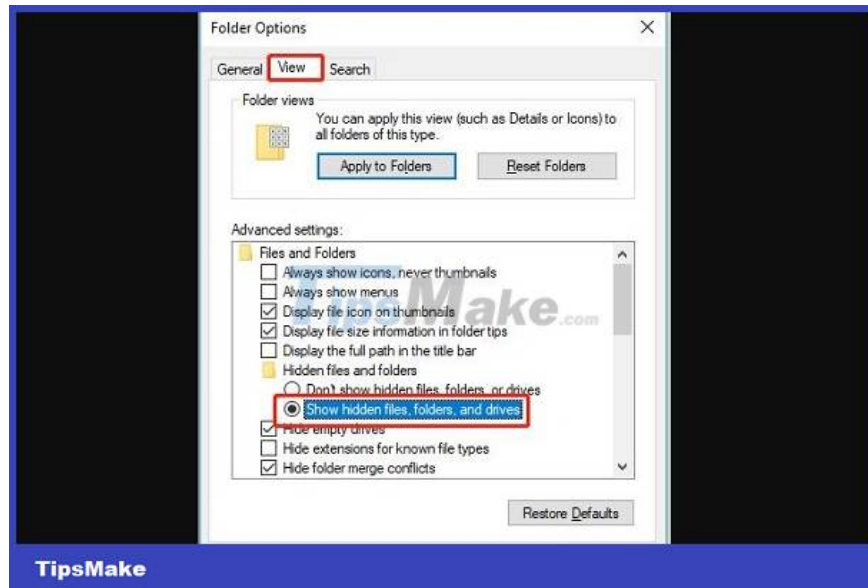 Folder Options
General View Search
Folder views
You can apply this view (such as Details or Icons) to
all folders of this type.
Apply to Folders Reset Folders
Advanced settings:
Files and Folders
Always show icons, never thumbnails
Always show menus
Display file icon on thumbnails
Display file size information in folder tips
TipsMake.com
Display the full path in the title bar
Hidden files and folders
Don't show hidden files, folders, or drives
Show hidden files, folders, and drives
Hide empty drives
Hide extensions for known file types
Hide folder merge conflicts
Restore Defaults
TipsMake